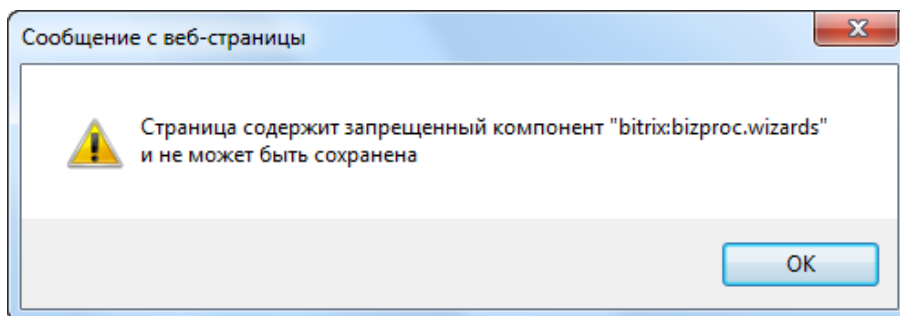 Сообщение с веб-страницы
Страница содержит запрещенный компонент "bitrix:bizproc.wizards"
и не может быть сохранена
OK